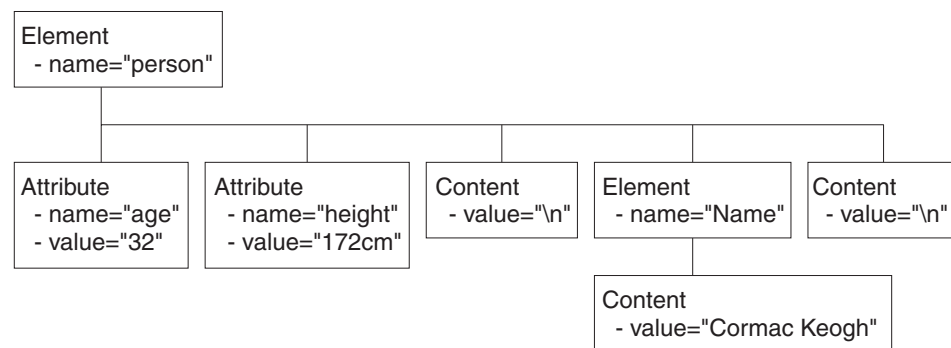 Element
- name="person"
Attribute
- name="age"
- value="32"
Attribute
- name="height"
- value="172cm"
Content
- value="\n"
Element
- name="Name"
Content
- value="\n"
Content
- value="Cormac Keogh"